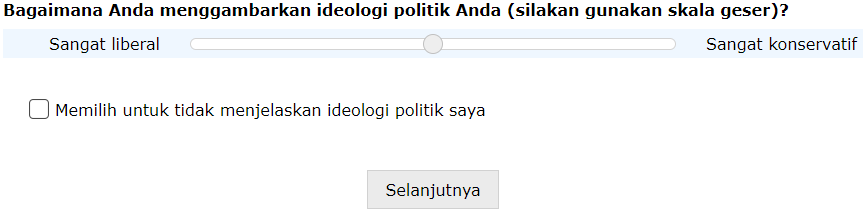 Bagaimana Anda menggambarkan ideologi politik Anda (silakan gunakan skala geser)?
Sangat liberal
Sangat konservatif
Memilih untuk tidak menjelaskan ideologi politik saya
Selanjutnya